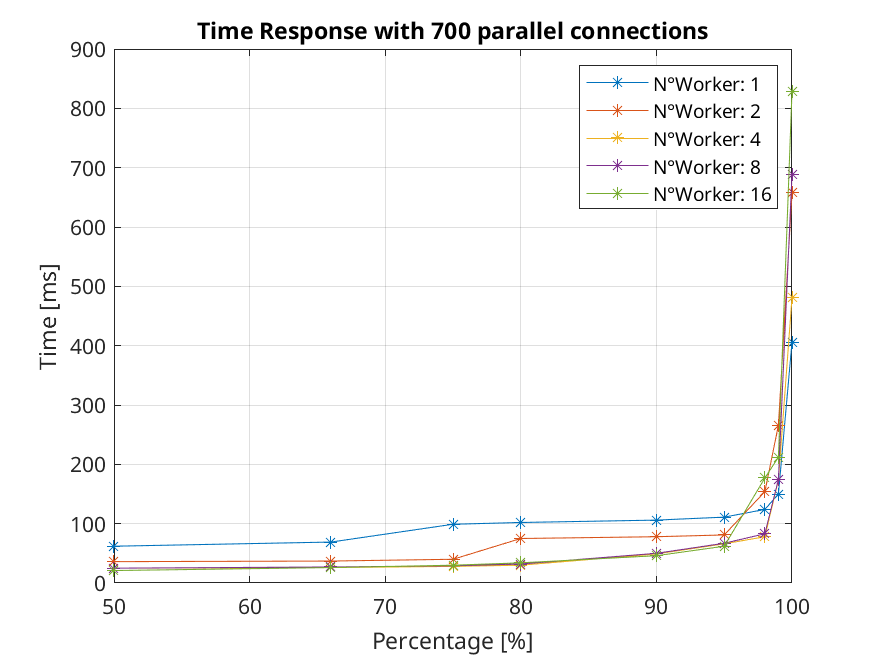 Time Response with 700 parallel connections
900
800
700
600
500
400
300
200
100
0
Time [ms]
N°Worker: 1
N°Worker: 2
N°Worker: 4
N°Worker: 8
N°Worker: 16
50 60 70 80 90 100
Percentage [%]